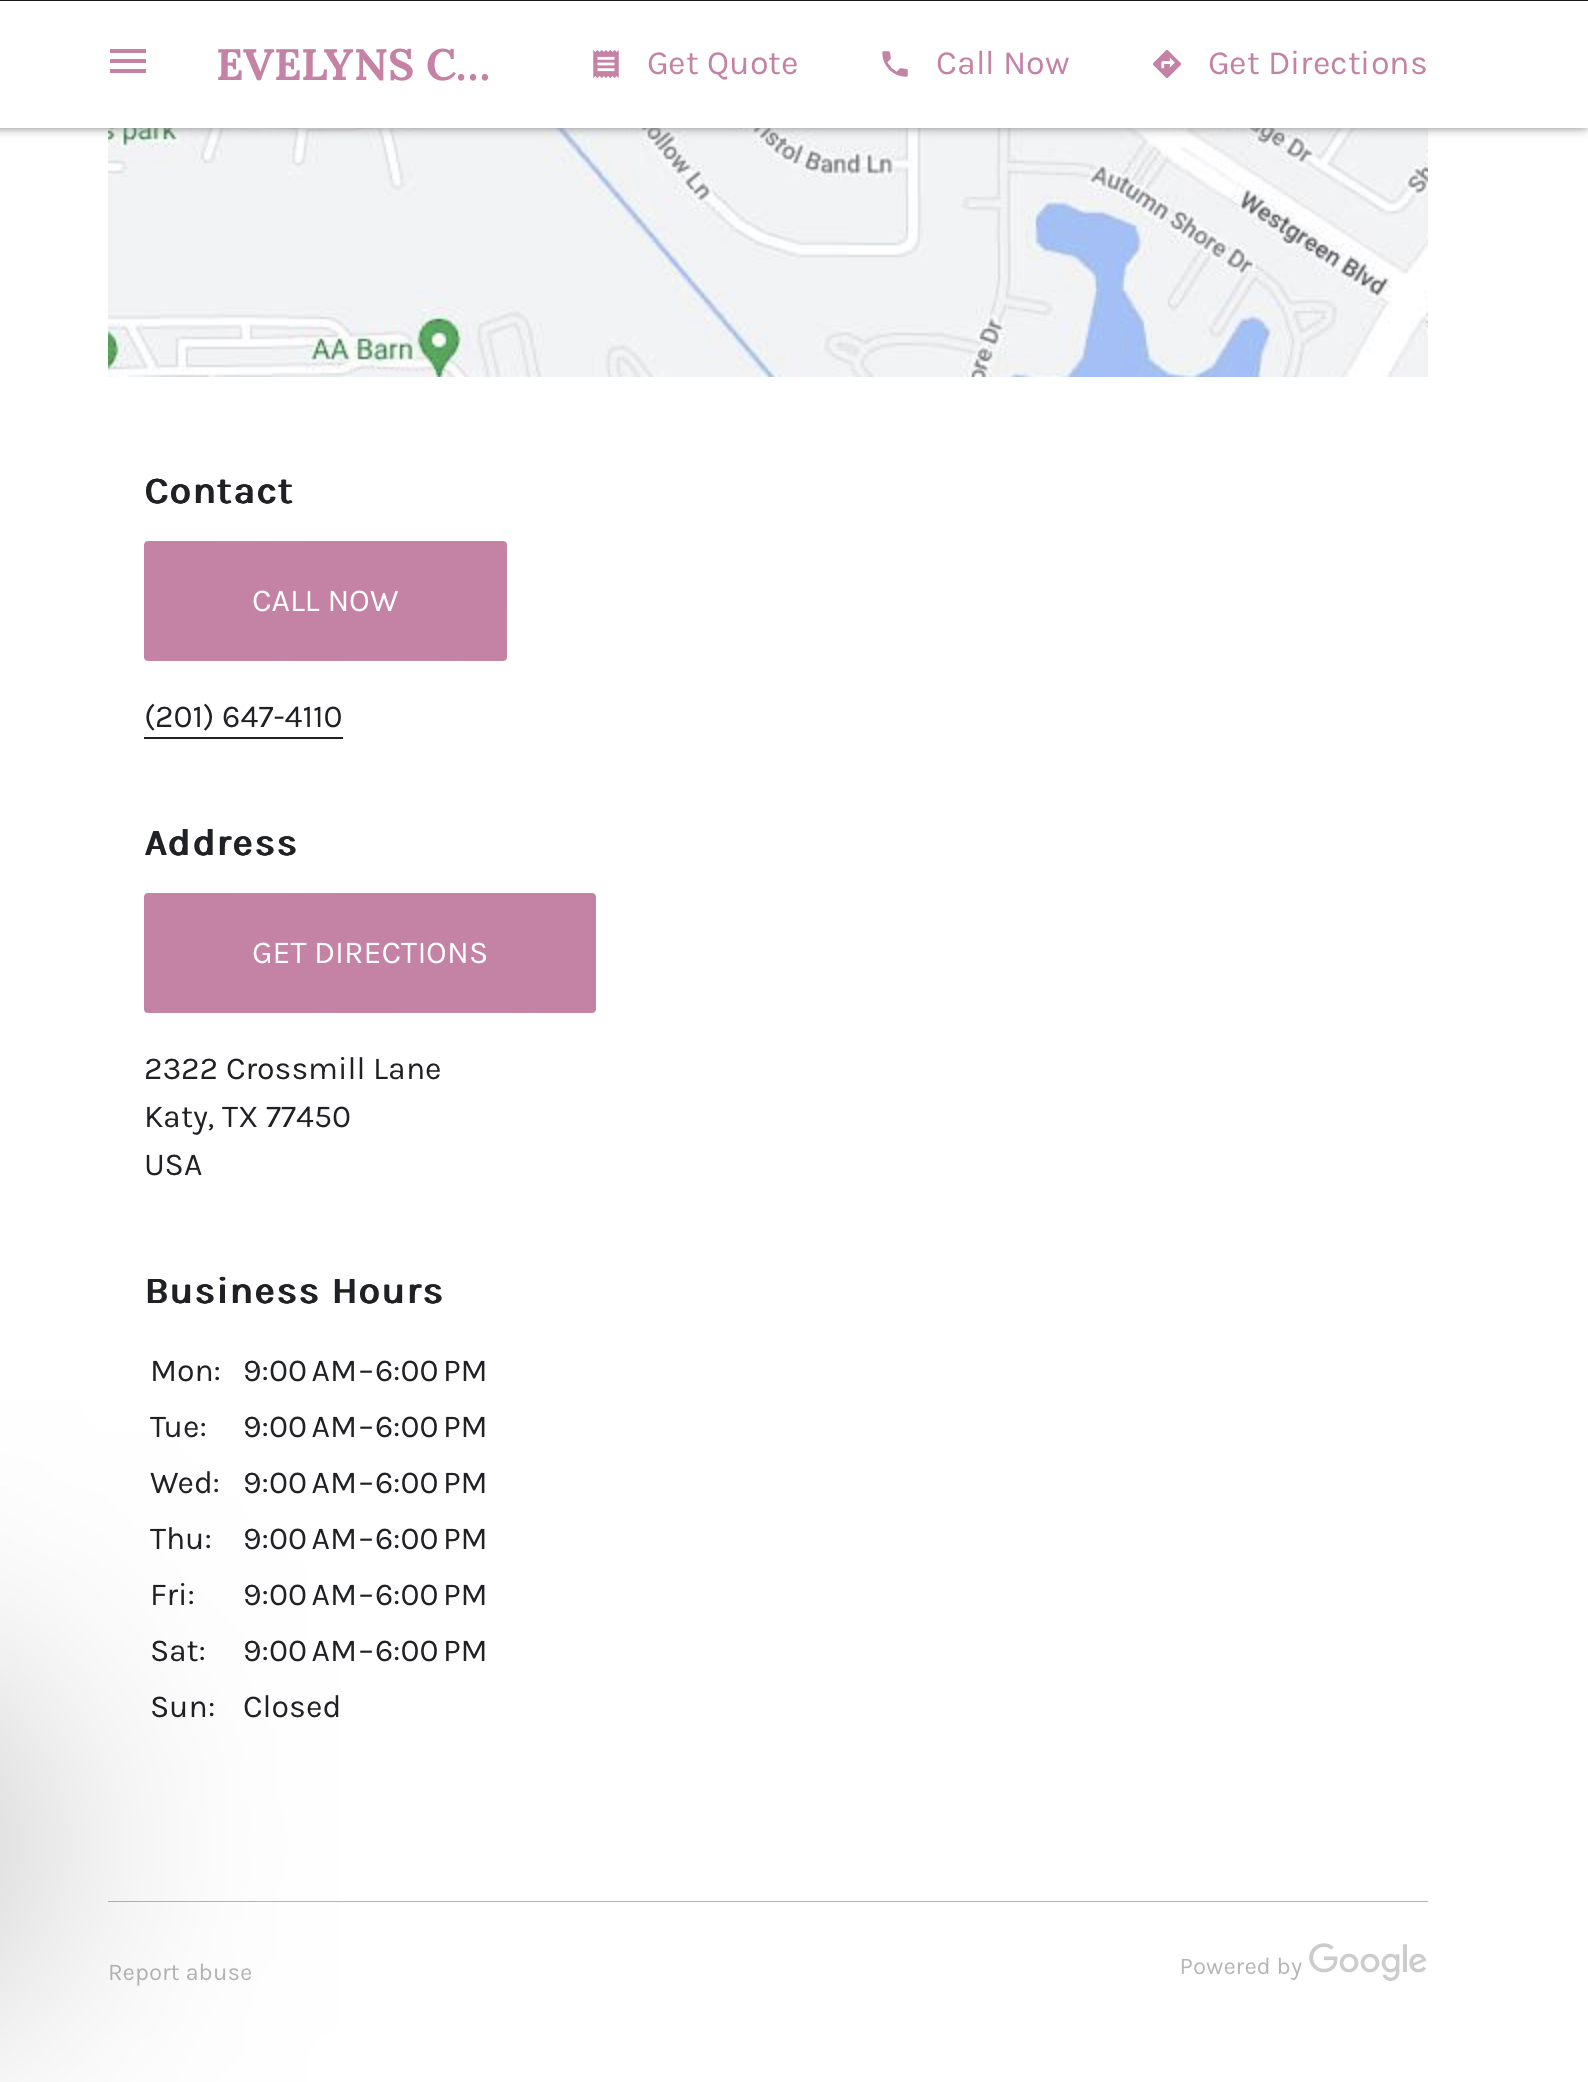 EVELYNS C...
Get Quote
Call Now
Get Directions
park
ollow Ln
ristol Band Ln
ge Dr
Sh
Autumn Shore Dr
Westgreen Blvd
AA Barn
ore Dr
Contact
CALL NOW
(201) 647-4110
Address
GET DIRECTIONS
2322 Crossmill Lane
Katy, TX 77450
USA
Business Hours
Mon: 9:00 AM–6:00 PM
Tue: 9:00 AM–6:00 PM
Wed: 9:00 AM–6:00 PM
Thu: 9:00 AM–6:00 PM
Fri: 9:00 AM–6:00 PM
Sat: 9:00 AM–6:00 PM
Sun: Closed
Report abuse
Powered by Google